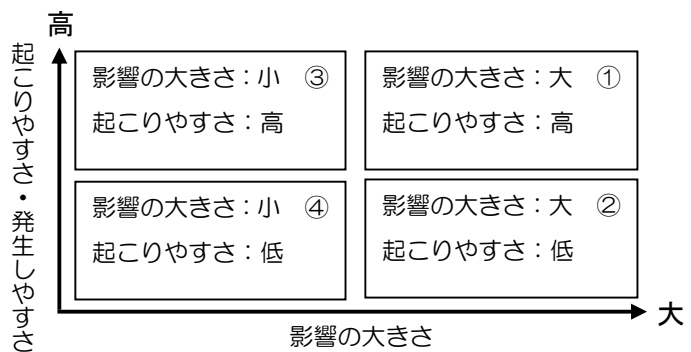 高
起こりやすさ・発生しやすさ
影響の大きさ：小　③
起こりやすさ：高
影響の大きさ：大　①
起こりやすさ：高
影響の大きさ：小　④
起こりやすさ：低
影響の大きさ：大　②
起こりやすさ：低
大
影響の大きさ